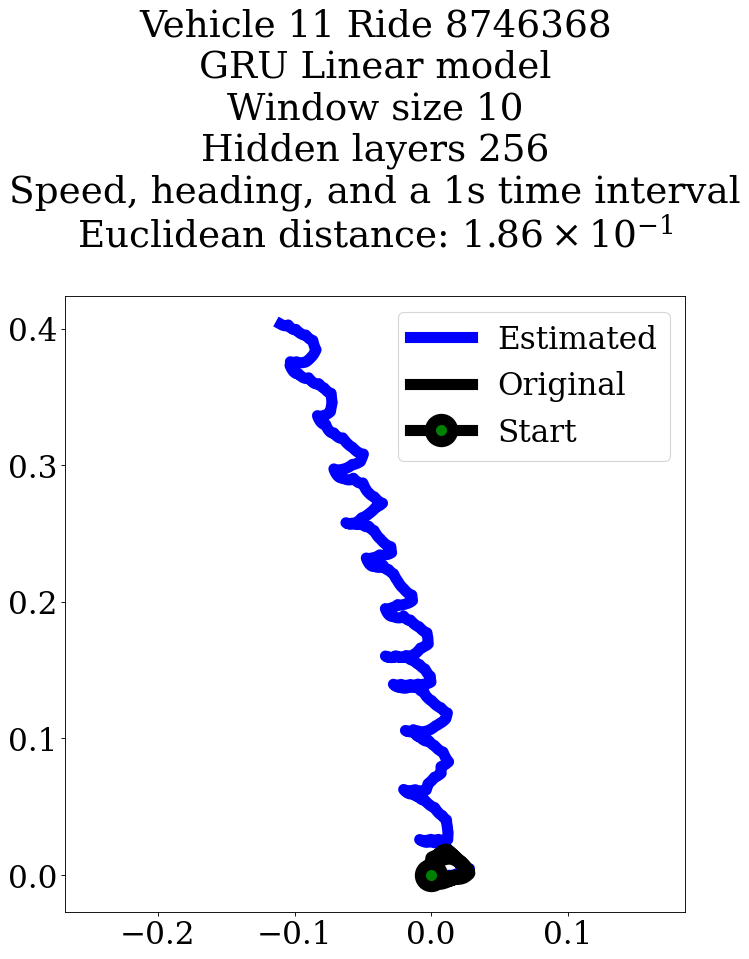 Vehicle 11 Ride 8746368
GRU Linear model
Window size 10
Hidden layers 256
Speed, heading, and a 1s time interval
Euclidean distance: 1.86 × 10⁻¹
Estimated
Original
Start
0.4
0.3
0.2
0.1
0.0
−0.2
−0.1
0.0
0.1